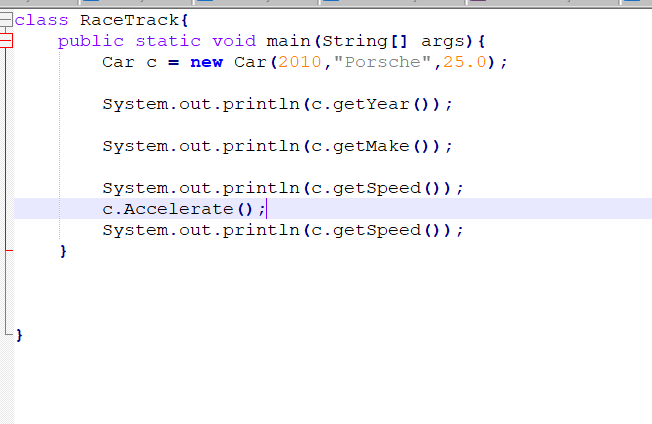 class RaceTrack{
    public static void main(String[] args){
        Car c = new Car(2010,"Porsche",25.0);
        System.out.println(c.getYear());
        System.out.println(c.getMake());
        System.out.println(c.getSpeed());
        c.Accelerate();
        System.out.println(c.getSpeed());
    }
}